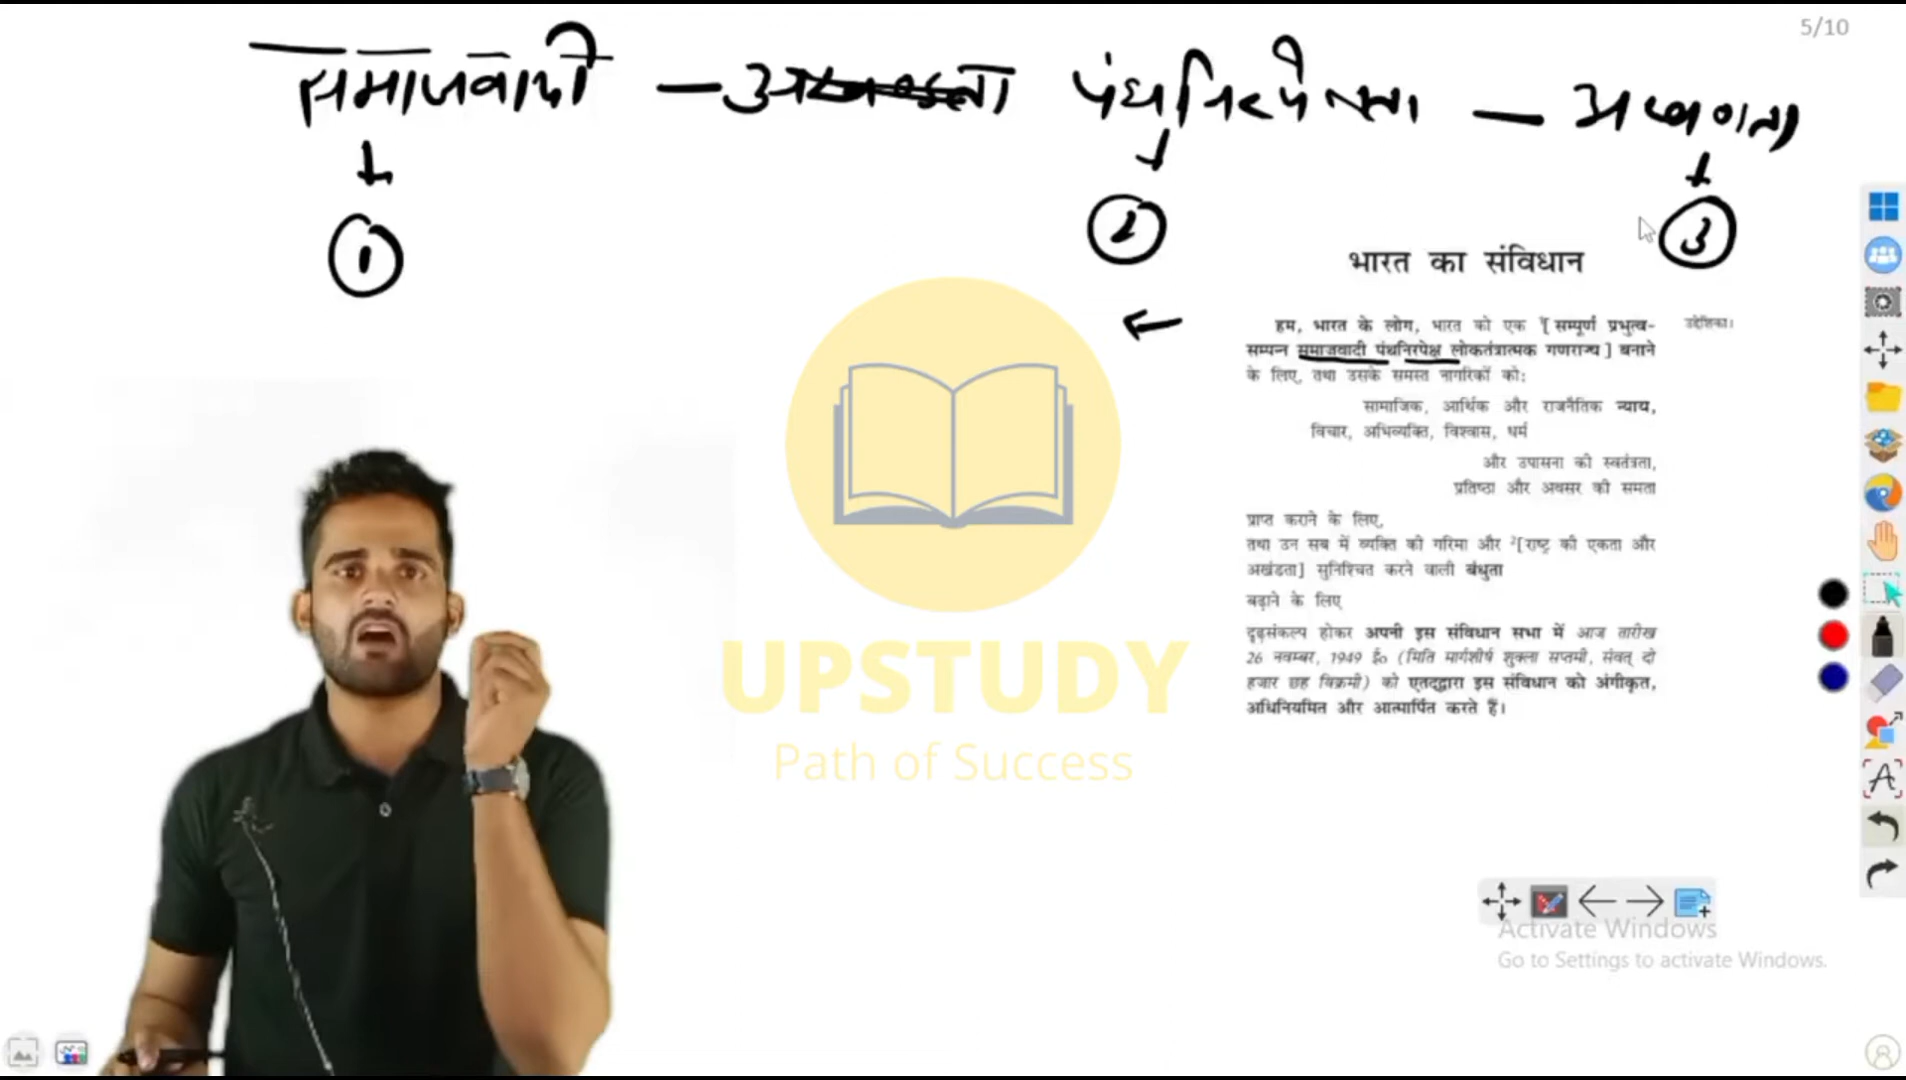 5/10
समाजवादी — पंथनिरपेक्षता — अखण्डता
1
2
3
भारत का संविधान
हम, भारत के लोग, भारत को एक ¹[सम्पूर्ण प्रभुत्व-
उद्देशिका।
सम्पन्न समाजवादी पंथनिरपेक्ष लोकतंत्रात्मक गणराज्य] बनाने
के लिए, तथा उसके समस्त नागरिकों को:
सामाजिक, आर्थिक और राजनैतिक न्याय,
विचार, अभिव्यक्ति, विश्वास, धर्म
और उपासना की स्वतंत्रता,
प्रतिष्ठा और अवसर की समता
प्राप्त कराने के लिए,
तथा उन सब में व्यक्ति की गरिमा और ²[राष्ट्र की एकता और
अखंडता] सुनिश्चित करने वाली बंधुता
बढ़ाने के लिए
दृढ़संकल्प होकर अपनी इस संविधान सभा में आज तारीख
26 नवम्बर, 1949 ई० (मिति मार्गशीर्ष शुक्ला सप्तमी, संवत् दो
हजार छह विक्रमी) को एतद्द्वारा इस संविधान को अंगीकृत,
अधिनियमित और आत्मार्पित करते हैं।
UPSTUDY
Path of Success
A
Activate Windows
Go to Settings to activate Windows.